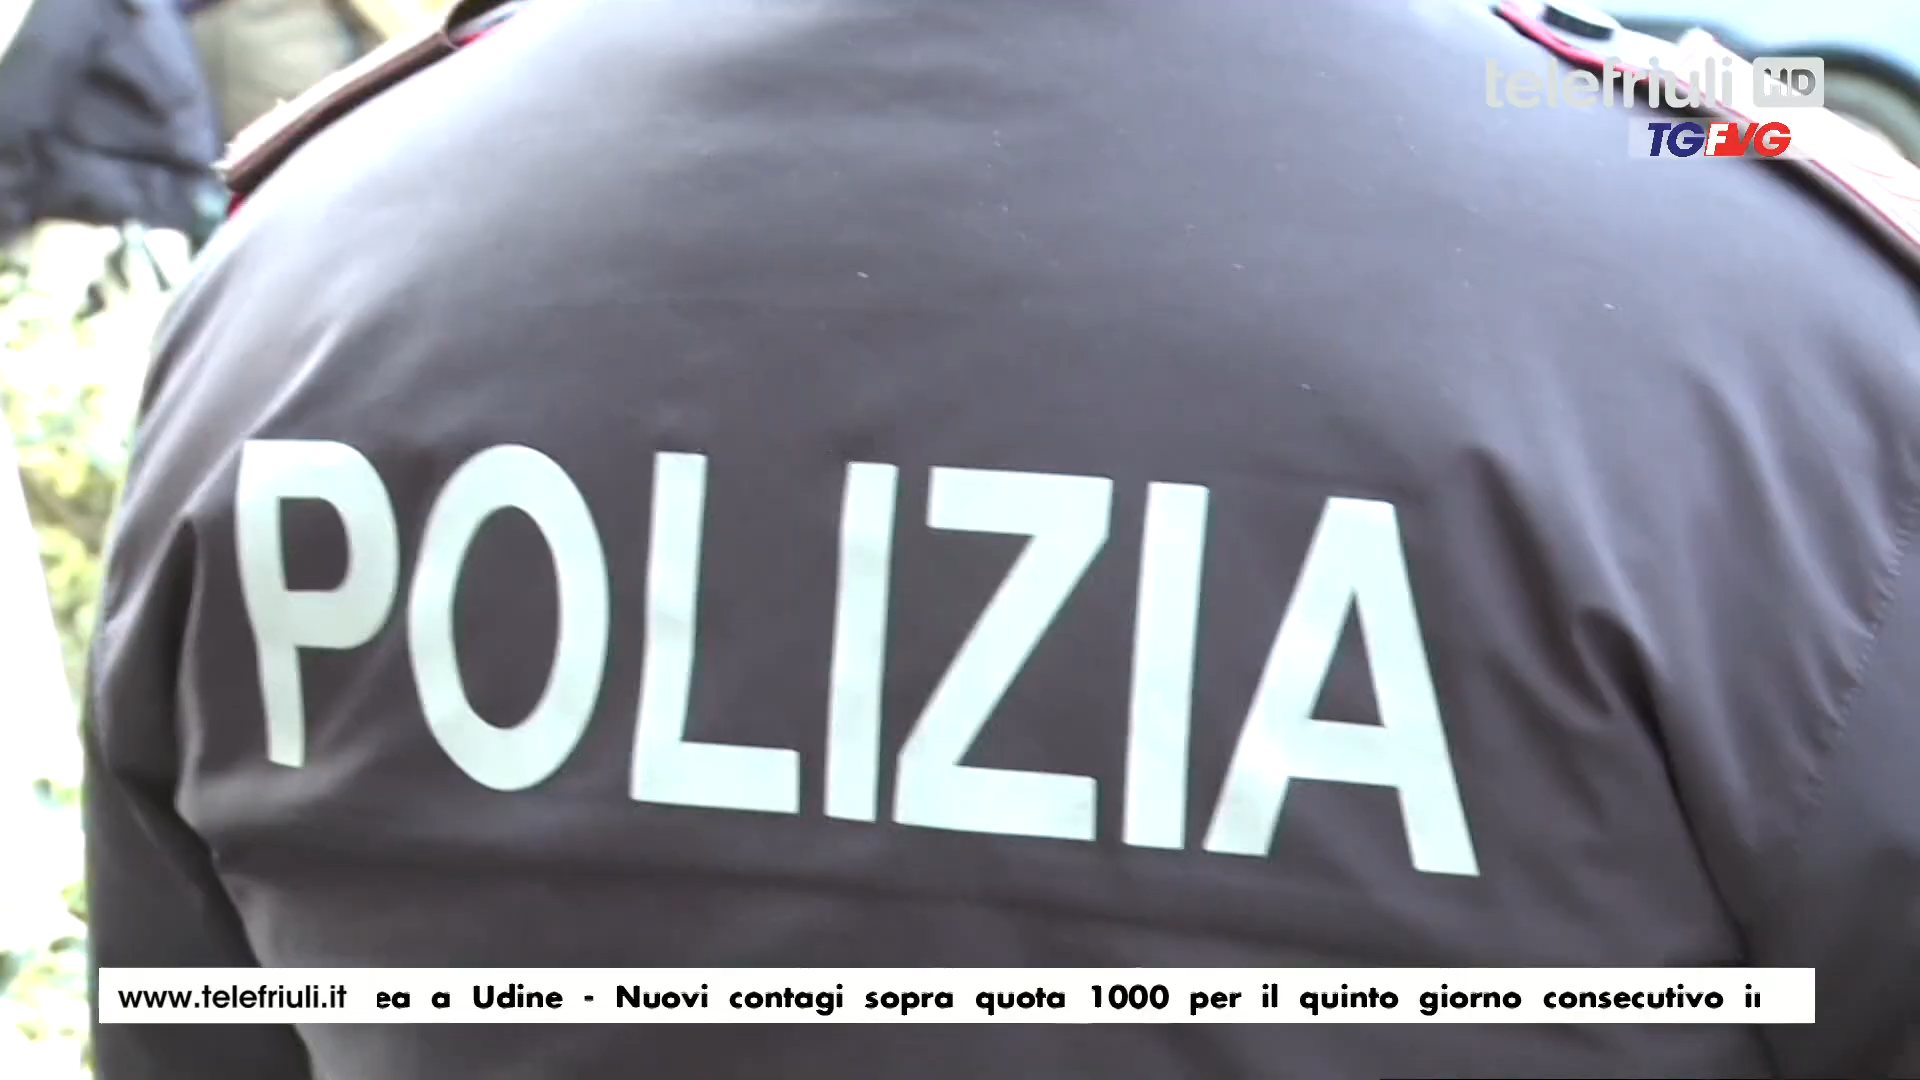 telefriuli HD
TGFVG
POLIZIA
www.telefriuli.it ea a Udine - Nuovi contagi sopra quota 1000 per il quinto giorno consecutivo